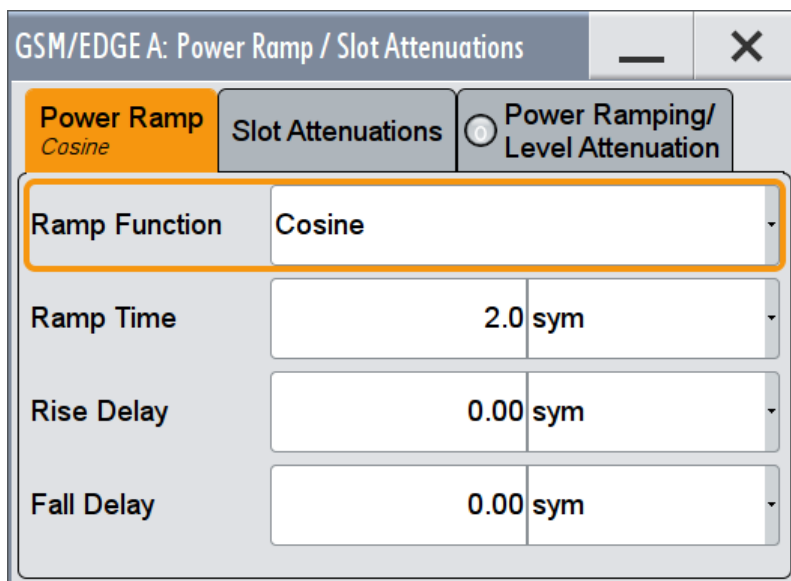 GSM/EDGE A: Power Ramp / Slot Attenuations
Power Ramp
Cosine
Slot Attenuations
Power Ramping/
Level Attenuation
Ramp Function Cosine
Ramp Time 2.0 sym
Rise Delay 0.00 sym
Fall Delay 0.00 sym